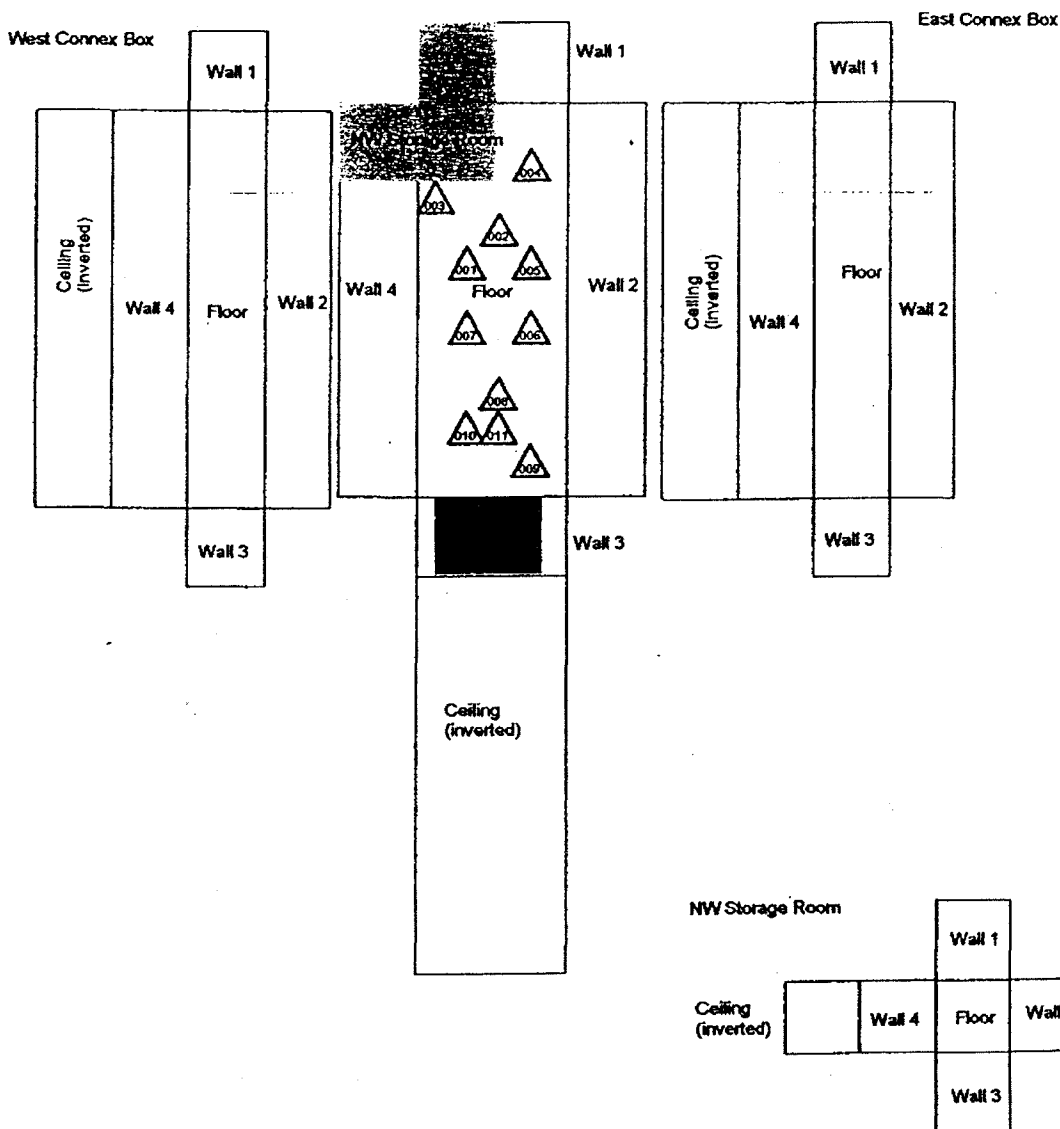 West Connex Box
East Connex Box
Wall 1
Wall 1
Wall 1
NW Storage Room
004
003
002
001
005
Ceiling
(inverted)
Wall 4
Floor
Wall 2
Wall 4
Floor
Wall 2
Ceiling
(inverted)
Wall 4
Floor
Wall 2
007
006
008
010
011
009
Wall 3
Wall 3
Wall 3
Ceiling
(inverted)
NW Storage Room
Wall 1
Ceiling
(inverted)
Wall 4
Floor
Wall
Wall 3